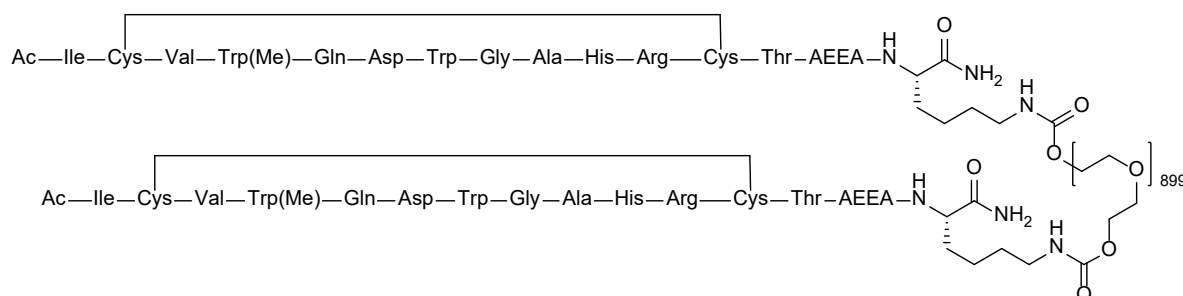 Ac—Ile—Cys—Val—Trp(Me)—Gln—Asp—Trp—Gly—Ala—His—Arg—Cys—Thr—AEEA—N
H
O
NH2
H
N
O
O
O
899
Ac—Ile—Cys—Val—Trp(Me)—Gln—Asp—Trp—Gly—Ala—His—Arg—Cys—Thr—AEEA—N
H
O
NH2
H
N
O
O